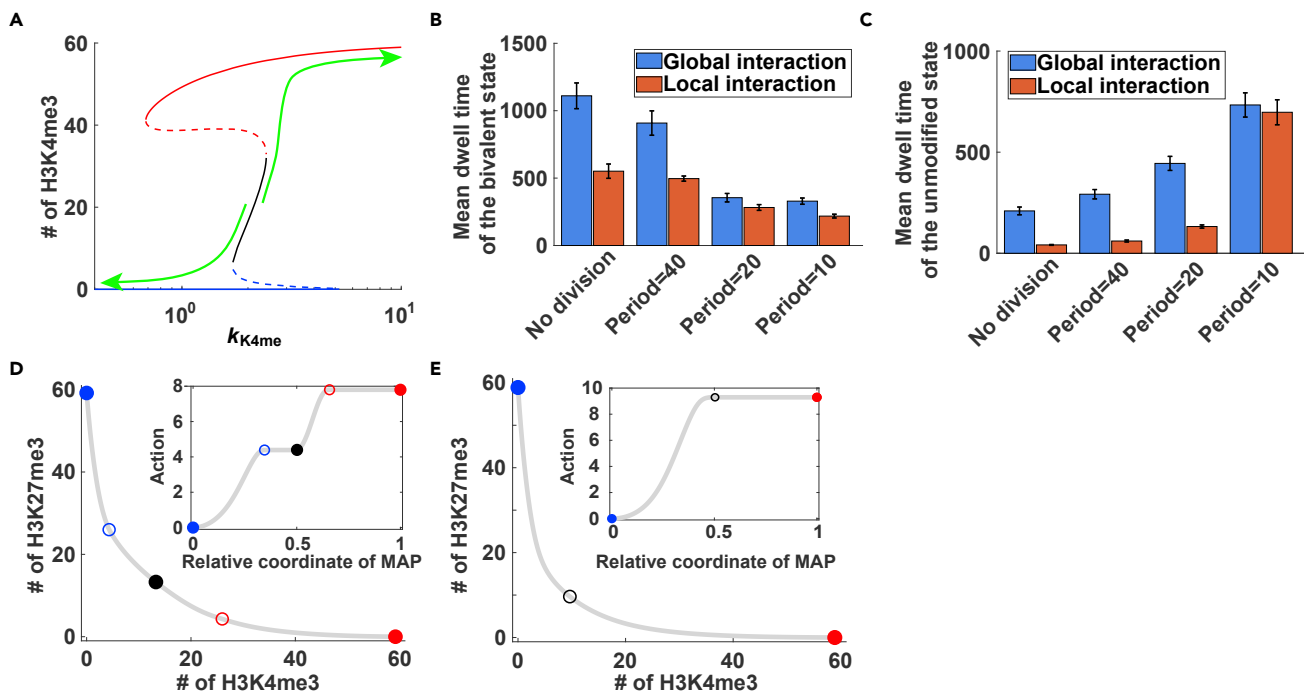 A
60
40
20
0
# of H3K4me3
10⁰
10¹
kK4me
B
1500
1000
500
0
Mean dwell time
of the bivalent state
Global interaction
Local interaction
No division
Period=40
Period=20
Period=10
C
1000
500
0
Mean dwell time
of the unmodified state
Global interaction
Local interaction
No division
Period=40
Period=20
Period=10
D
60
40
20
0
# of H3K27me3
0
20
40
60
# of H3K4me3
8
6
4
2
0
Action
0
0.5
1
Relative coordinate of MAP
E
60
40
20
0
# of H3K27me3
0
20
40
60
# of H3K4me3
10
8
6
4
2
0
Action
0
0.5
1
Relative coordinate of MAP